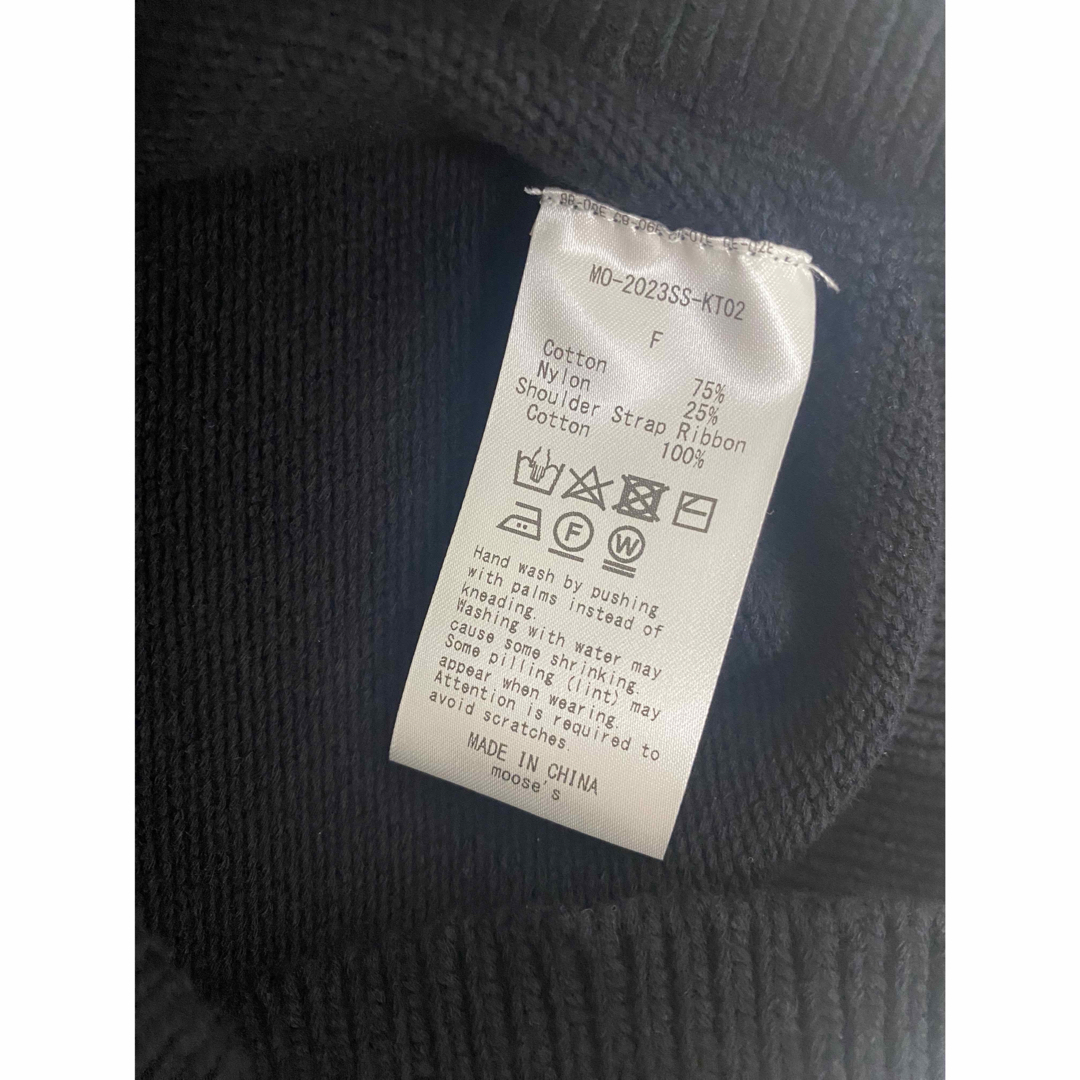 MO-2023SS-KT02
F
Cotton 75%
Nylon 25%
Shoulder Strap Ribbon
Cotton 100%
F W
Hand wash by pushing
with palms instead of
kneading.
Washing with water may
cause some shrinking.
Some pilling (lint) may
appear when wearing.
Attention is required to
avoid scratches
MADE IN CHINA
moose's